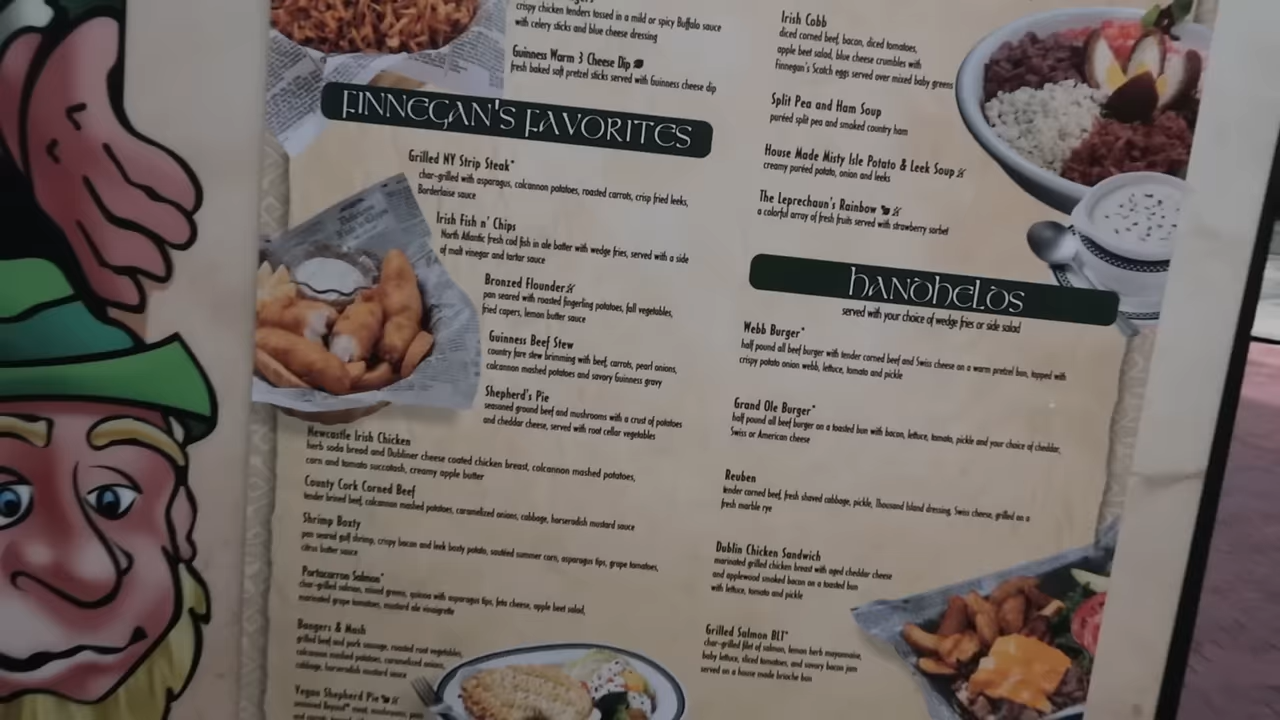 crispy chicken tenders tossed in a mild or spicy Buffalo sauce
with celery sticks and blue cheese dressing
Guinness Warm 3 Cheese Dip
fresh baked soft pretzel sticks served with Guinness cheese dip
FINNEGAN'S FAVORITES
Grilled NY Strip Steak*
char-grilled with asparagus, colcannon potatoes, roasted carrots, crisp fried leeks,
Borderlaise sauce
Irish Fish n' Chips
North Atlantic fresh cod fish in ale batter with wedge fries, served with a side
of malt vinegar and tartar sauce
Bronzed Flounder
pan seared with roasted fingerling potatoes, fall vegetables,
fried capers, lemon butter sauce
Guinness Beef Stew
country fare stew brimming with beef, carrots, pearl onions,
colcannon mashed potatoes and savory Guinness gravy
Shepherd's Pie
seasoned ground beef and mushrooms with a crust of potatoes
and cheddar cheese, served with root cellar vegetables
Newcastle Irish Chicken
herb soda bread and Dubliner cheese coated chicken breast, colcannon mashed potatoes,
corn and tomato succotash, creamy apple butter
County Cork Corned Beef
tender brined beef, colcannon mashed potatoes, caramelized onions, cabbage, horseradish mustard sauce
Shrimp Boxty
pan seared gulf shrimp, crispy bacon and leek boxty potato, sautéed summer corn, asparagus tips, grape tomatoes,
citrus butter sauce
Portacarron Salmon*
char-grilled salmon, mixed greens, quinoa with asparagus tips, feta cheese, apple beet salad,
marinated grape tomatoes, mustard ale vinaigrette
Bangers & Mash
grilled beef and pork sausage, roasted root vegetables,
colcannon mashed potatoes, caramelized onions,
cabbage, horseradish mustard sauce
Vegan Shepherd Pie
seasoned Beyond meat, mushrooms, peas
Irish Cobb
diced corned beef, bacon, diced tomatoes,
apple beet salad, blue cheese crumbles with
Finnegan's Scotch eggs served over mixed baby greens
Split Pea and Ham Soup
puréed split pea and smoked country ham
House Made Misty Isle Potato & Leek Soup
creamy puréed potato, onion and leeks
The Leprechaun's Rainbow
a colorful array of fresh fruits served with strawberry sorbet
HANDHELDS
served with your choice of wedge fries or side salad
Webb Burger*
half pound all beef burger with tender corned beef and Swiss cheese on a warm pretzel bun, topped with
crispy potato onion webb, lettuce, tomato and pickle
Grand Ole Burger*
half pound all beef burger on a toasted bun with bacon, lettuce, tomato, pickle and your choice of cheddar,
Swiss or American cheese
Reuben
tender corned beef, fresh shaved cabbage, pickle, Thousand Island dressing, Swiss cheese, grilled on a
fresh marble rye
Dublin Chicken Sandwich
marinated grilled chicken breast with aged cheddar cheese
and applewood smoked bacon on a toasted bun
with lettuce, tomato and pickle
Grilled Salmon BLT*
char-grilled filet of salmon, lemon herb mayonnaise,
baby lettuce, sliced tomatoes, and savory bacon jam
served on a house made brioche bun